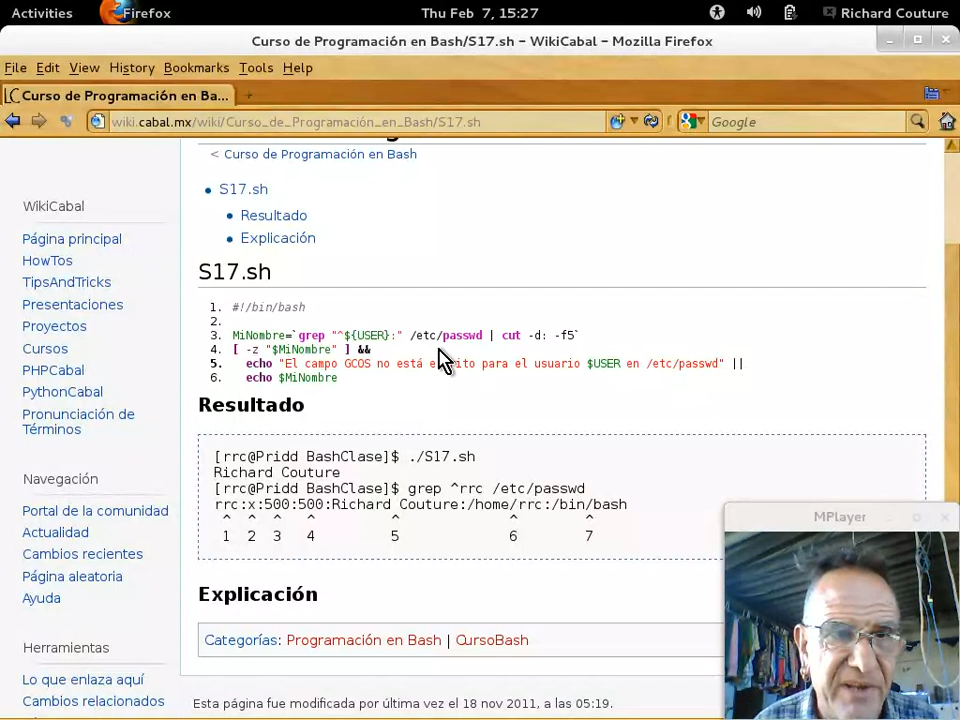 Activities Firefox Thu Feb 7, 15:27 Richard Couture
Curso de Programación en Bash/S17.sh – WikiCabal – Mozilla Firefox
File Edit View History Bookmarks Tools Help
Curso de Programación en Ba...
wiki.cabal.mx/wiki/Curso_de_Programación_en_Bash/S17.sh Google
< Curso de Programación en Bash
S17.sh
Resultado
Explicación
WikiCabal
Página principal
HowTos
TipsAndTricks
Presentaciones
Proyectos
Cursos
PHPCabal
PythonCabal
Pronunciación de
Términos
Navegación
Portal de la comunidad
Actualidad
Cambios recientes
Página aleatoria
Ayuda
Herramientas
Lo que enlaza aquí
Cambios relacionados
S17.sh
1. #!/bin/bash
2.
3. MiNombre=`grep "^${USER}:" /etc/passwd | cut -d: -f5`
4. [ -z "$MiNombre" ] &&
5. echo "El campo GCOS no está para el usuario $USER en /etc/passwd" ||
6. echo $MiNombre
Resultado
[rrc@Pridd BashClase]$ ./S17.sh
Richard Couture
[rrc@Pridd BashClase]$ grep ^rrc /etc/passwd
rrc:x:500:500:Richard Couture:/home/rrc:/bin/bash
^ ^ ^ ^ ^ ^ ^
1 2 3 4 5 6 7
Explicación
Categorías: Programación en Bash | CursoBash
Esta página fue modificada por última vez el 18 nov 2011, a las 05:19.
MPlayer